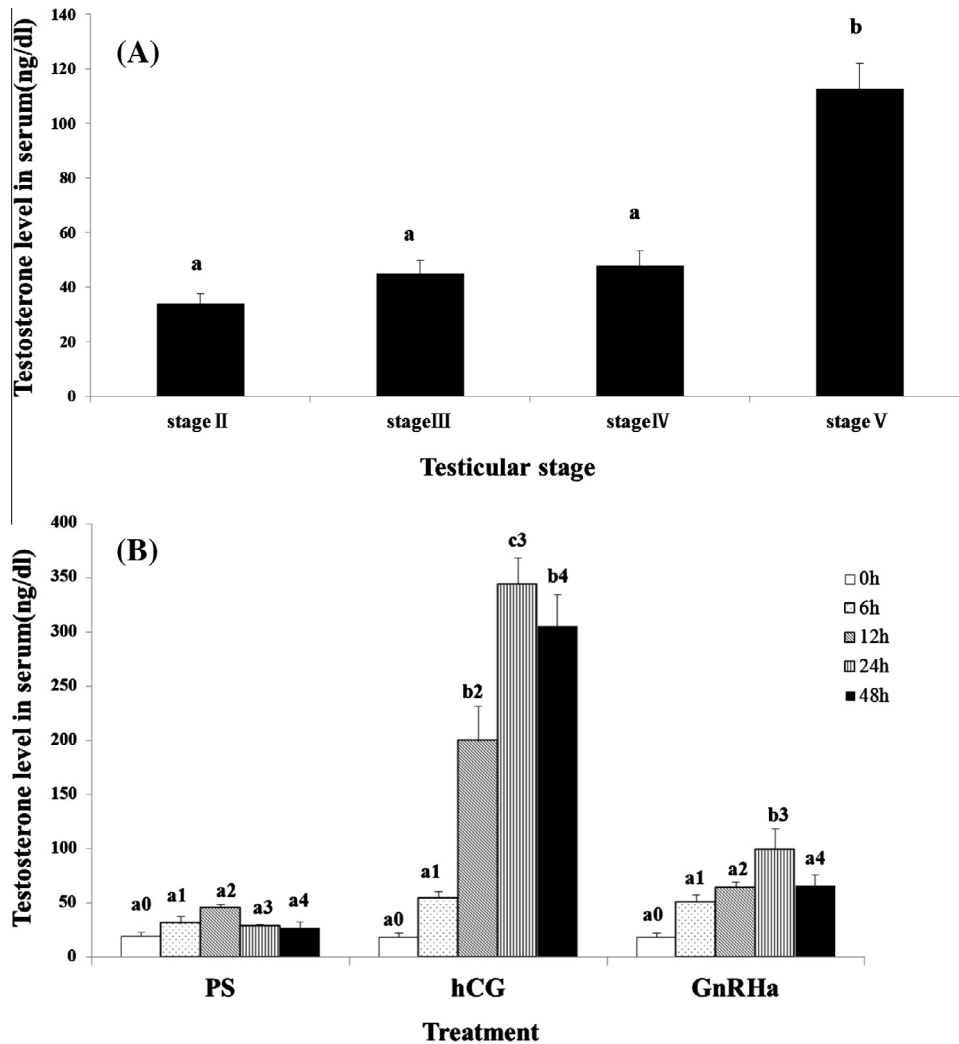 Testosterone level in serum(ng/dl)
140
120
100
80
60
40
20
0
(A)
a
a
a
b
stage II
stageIII
stageIV
stage V
Testicular stage
Testosterone level in serum(ng/dl)
400
350
300
250
200
150
100
50
0
(B)
a0
a1
a2
a3
a4
a0
a1
b2
c3
b4
a0
a1
a2
b3
a4
0h
6h
12h
24h
48h
PS
hCG
GnRHa
Treatment